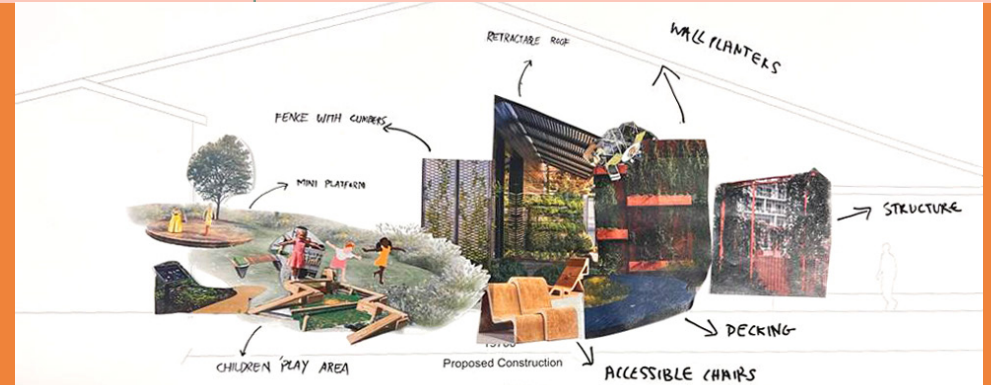 RETRACTABLE ROOF
WALL PLANTERS
FENCE WITH CLIMBERS
MINI PLATFORM
STRUCTURE
DECKING
Proposed Construction
CHILDREN PLAY AREA
ACCESSIBLE CHAIRS